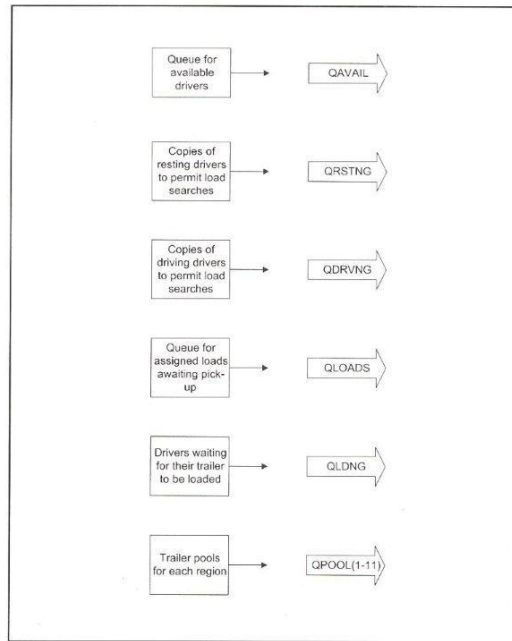 Queue for
available
drivers
QAVAIL
Copies of
resting drivers
to permit load
searches
QRSTNG
Copies of
driving drivers
to permit load
searches
QDRVNG
Queue for
assigned loads
awaiting pick-
up
QLOADS
Drivers waiting
for their trailer
to be loaded
QLDNG
Trailer pools
for each region
QPOOL(1-11)